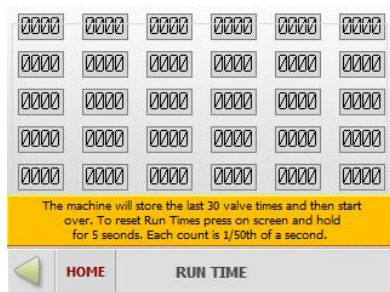 0000 0000 0000 0000 0000 0000
0000 0000 0000 0000 0000 0000
0000 0000 0000 0000 0000 0000
0000 0000 0000 0000 0000 0000
0000 0000 0000 0000 0000 0000
The machine will store the last 30 valve times and then start
over. To reset Run Times press on screen and hold
for 5 seonds. Each count is 1/50th of a second.
HOME RUN TIME